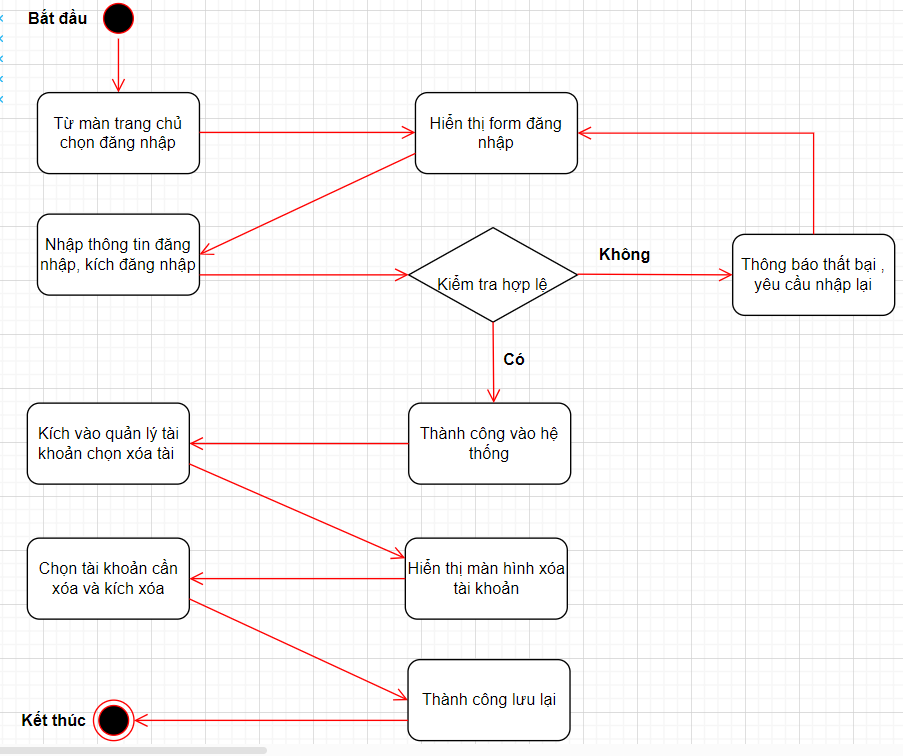 Bắt đầu
Từ màn trang chủ
chọn đăng nhập
Hiển thị form đăng
nhập
Nhập thông tin đăng
nhập, kích đăng nhập
Kiểm tra hợp lệ
Không
Thông báo thất bại ,
yêu cầu nhập lại
Có
Kích vào quản lý tài
khoản chọn xóa tài
Thành công vào hệ
thống
Chọn tài khoản cần
xóa và kích xóa
Hiển thị màn hình xóa
tài khoản
Thành công lưu lại
Kết thúc